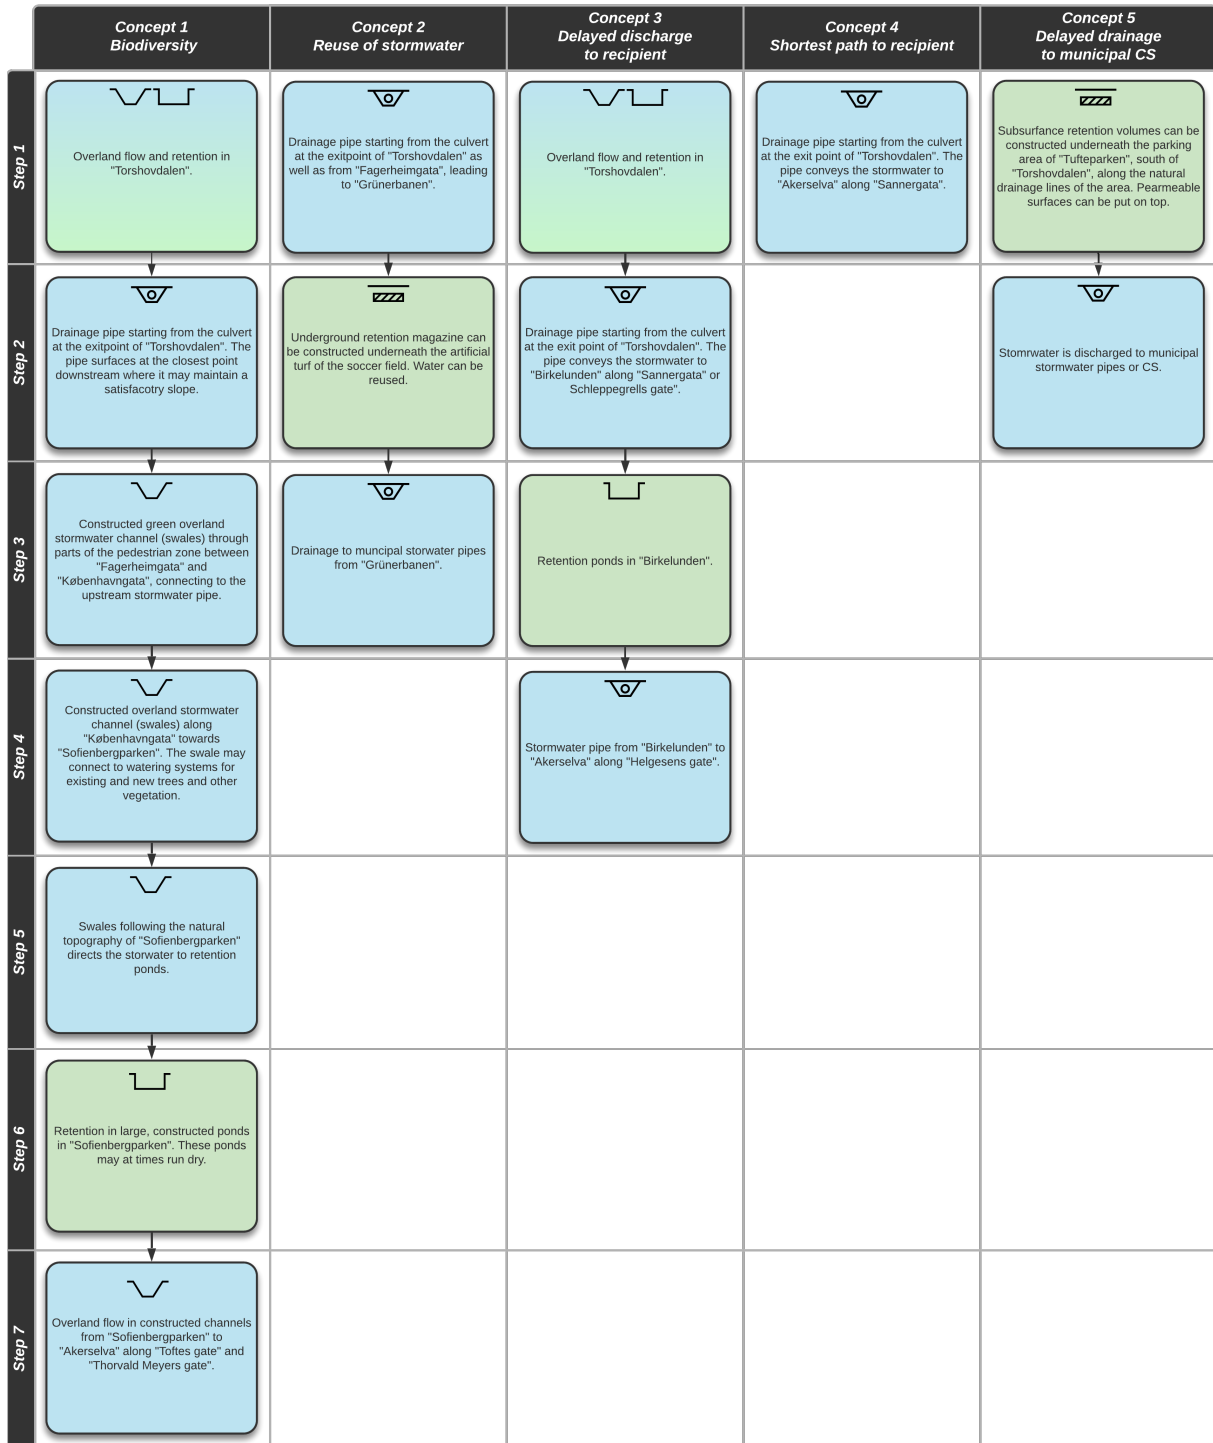 Concept 1
Biodiversity
Concept 2
Reuse of stormwater
Concept 3
Delayed discharge
to recipient
Concept 4
Shortest path to recipient
Concept 5
Delayed drainage
to municipal CS
Step 1
Overland flow and retention in
"Torshovdalen".
Drainage pipe starting from the culvert
at the exitpoint of "Torshovdalen" as
well as from "Fagerheimgata", leading
to "Grünerbanen".
Overland flow and retention in
"Torshovdalen".
Drainage pipe starting from the culvert
at the exit point of "Torshovdalen". The
pipe conveys the stormwater to
"Akerselva" along "Sannergata".
Subsurfance retention volumes can be
constructed underneath the parking
area of "Tufteparken", south of
"Torshovdalen", along the natural
drainage lines of the area. Pearmeable
surfaces can be put on top.
Step 2
Drainage pipe starting from the culvert
at the exitpoint of "Torshovdalen". The
pipe surfaces at the closest point
downstream where it may maintain a
satisfacotry slope.
Underground retention magazine can
be constructed underneath the artificial
turf of the soccer field. Water can be
reused.
Drainage pipe starting from the culvert
at the exit point of "Torshovdalen". The
pipe conveys the stormwater to
"Birkelunden" along "Sannergata" or
Schleppegrells gate".
Stomrwater is discharged to municipal
stormwater pipes or CS.
Step 3
Constructed green overland
stormwater channel (swales) through
parts of the pedestrian zone between
"Fagerheimgata" and
"Københavngata", connecting to the
upstream stormwater pipe.
Drainage to muncipal storwater pipes
from "Grünerbanen".
Retention ponds in "Birkelunden".
Step 4
Constructed overland stormwater
channel (swales) along
"Københavngata" towards
"Sofienbergparken". The swale may
connect to watering systems for
existing and new trees and other
vegetation.
Stormwater pipe from "Birkelunden" to
"Akerselva" along "Helgesens gate".
Step 5
Swales following the natural
topography of "Sofienbergparken"
directs the storwater to retention
ponds.
Step 6
Retention in large, constructed ponds
in "Sofienbergparken". These ponds
may at times run dry.
Step 7
Overland flow in constructed channels
from "Sofienbergparken" to
"Akerselva" along "Toftes gate" and
"Thorvald Meyers gate".